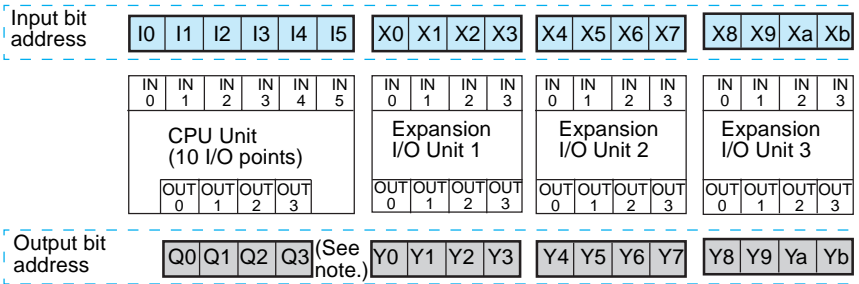 Input bit address
I0 I1 I2 I3 I4 I5 X0 X1 X2 X3 X4 X5 X6 X7 X8 X9 Xa Xb
IN IN IN IN IN IN IN IN IN IN IN IN IN IN IN IN IN IN
0 1 2 3 4 5 0 1 2 3 0 1 2 3 0 1 2 3
CPU Unit
(10 I/O points)
Expansion
I/O Unit 1
Expansion
I/O Unit 2
Expansion
I/O Unit 3
OUT OUT OUT OUT OUT OUT OUT OUT OUT OUT OUT OUT OUT OUT OUT OUT
0 1 2 3 0 1 2 3 0 1 2 3 0 1 2 3
Output bit address
Q0 Q1 Q2 Q3 (See note.) Y0 Y1 Y2 Y3 Y4 Y5 Y6 Y7 Y8 Y9 Ya Yb